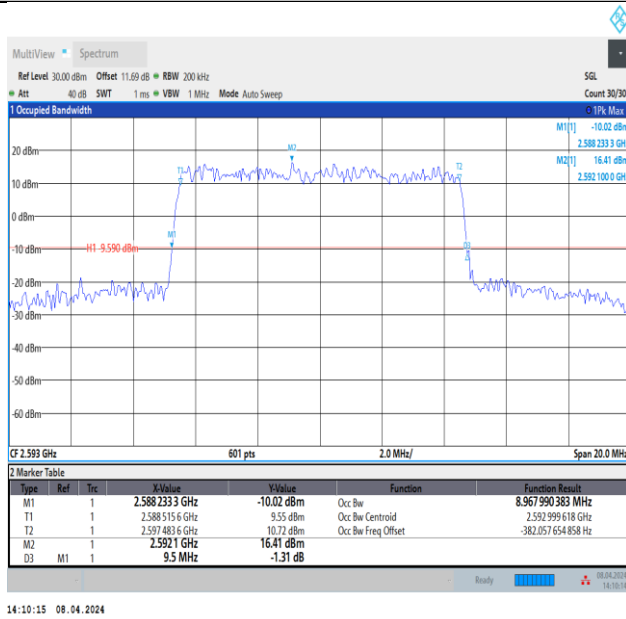 MultiView Spectrum
Ref Level 30.00 dBm Offset 11.69 dB RBW 200 kHz SGL
Att 40 dB SWT 1 ms VBW 1 MHz Mode Auto Sweep Count 30/30
1 Occupied Bandwidth 1Pk Max
M1[1] -10.02 dBm
2.588 233 3 GH
M2[1] 16.41 dBm
2.592 100 0 GH
M2
20 dBm
T1 T2
10 dBm
0 dBm
M1
D3
-10 dBm H1 -9.590 dBm
-20 dBm
-30 dBm
-40 dBm
-50 dBm
-60 dBm
CF 2.593 GHz 601 pts 2.0 MHz/ Span 20.0 MHz
2 Marker Table
Type Ref Trc X-Value Y-Value Function Function Result
M1 1 2.588 233 3 GHz -10.02 dBm Occ Bw 8.967 990 383 MHz
T1 1 2.588 515 6 GHz 9.55 dBm Occ Bw Centroid 2.592 999 618 GHz
T2 1 2.597 483 6 GHz 10.72 dBm Occ Bw Freq Offset -382.057 654 858 Hz
M2 1 2.592 1 GHz 16.41 dBm
D3 M1 1 9.5 MHz -1.31 dB
Ready 08.04.2024
14:10:14
14:10:15 08.04.2024